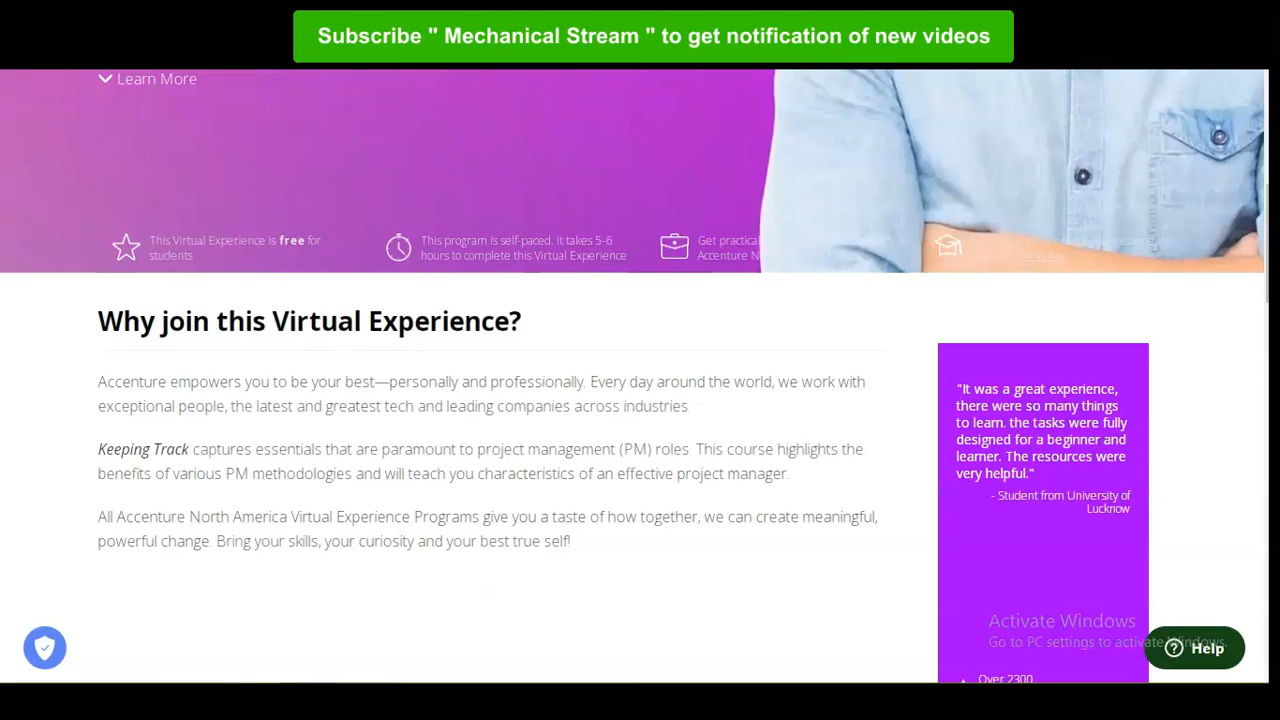 Subscribe " Mechanical Stream " to get notification of new videos
Learn More
This Virtual Experience is free for
students
This program is self-paced. It takes 5-6
hours to complete this Virtual Experience
Get practical
Accenture N
Why join this Virtual Experience?
Accenture empowers you to be your best—personally and professionally. Every day around the world, we work with
exceptional people, the latest and greatest tech and leading companies across industries.
Keeping Track captures essentials that are paramount to project management (PM) roles. This course highlights the
benefits of various PM methodologies and will teach you characteristics of an effective project manager.
All Accenture North America Virtual Experience Programs give you a taste of how together, we can create meaningful,
powerful change. Bring your skills, your curiosity and your best true self!
"It was a great experience,
there were so many things
to learn. the tasks were fully
designed for a beginner and
learner. The resources were
very helpful."
- Student from University of
Lucknow
Activate Windows
Go to PC settings to activate Windows.
Help
Over 2300